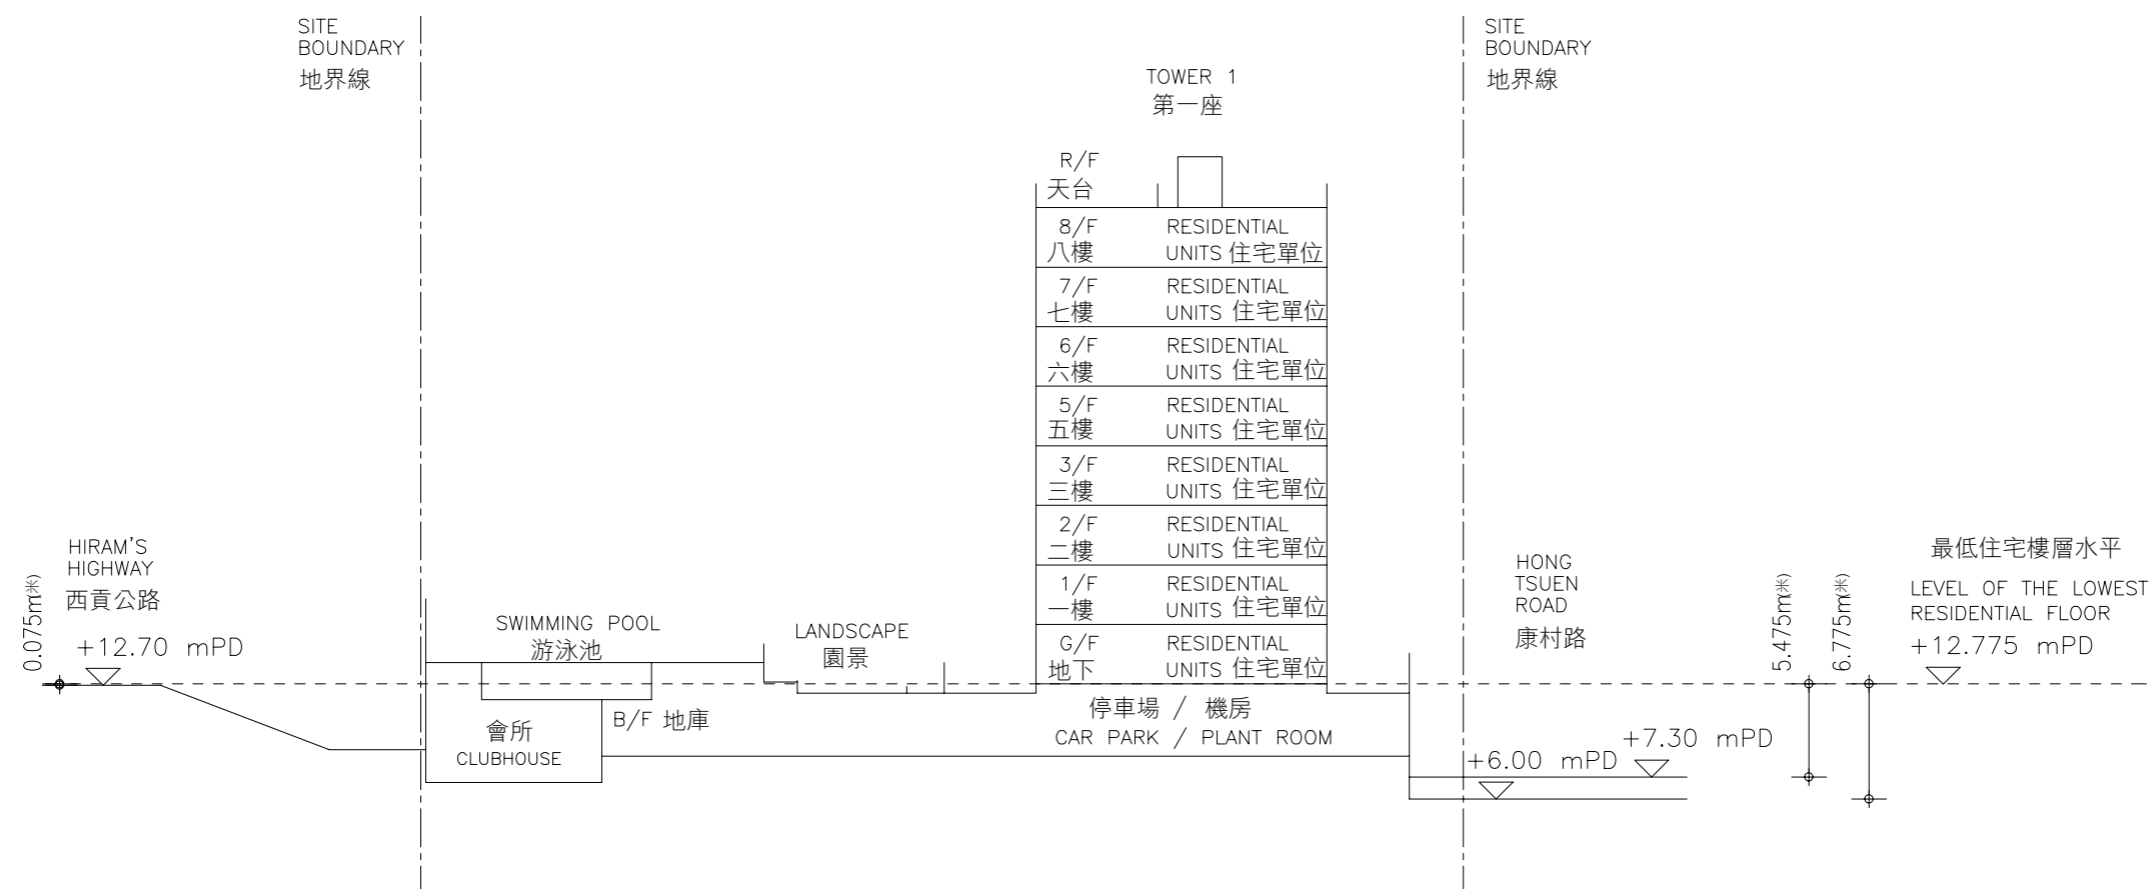 SITE
BOUNDARY
地界線
SITE
BOUNDARY
地界線
TOWER 1
第一座
R/F
天台
8/F RESIDENTIAL
八樓 UNITS 住宅單位
7/F RESIDENTIAL
七樓 UNITS 住宅單位
6/F RESIDENTIAL
六樓 UNITS 住宅單位
5/F RESIDENTIAL
五樓 UNITS 住宅單位
3/F RESIDENTIAL
三樓 UNITS 住宅單位
2/F RESIDENTIAL
二樓 UNITS 住宅單位
1/F RESIDENTIAL
一樓 UNITS 住宅單位
G/F RESIDENTIAL
地下 UNITS 住宅單位
0.075m(米)
HIRAM'S
HIGHWAY
西貢公路
+12.70 mPD
SWIMMING POOL
游泳池
LANDSCAPE
園景
會所
CLUBHOUSE
B/F 地庫
停車場 / 機房
CAR PARK / PLANT ROOM
HONG
TSUEN
ROAD
康村路
+6.00 mPD
+7.30 mPD
5.475m(米)
6.775m(米)
最低住宅樓層水平
LEVEL OF THE LOWEST
RESIDENTIAL FLOOR
+12.775 mPD